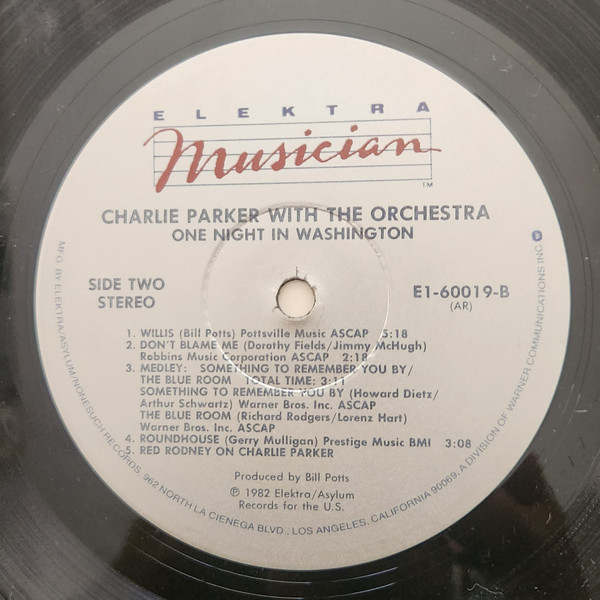 ELEKTRA
Musician
TM
CHARLIE PARKER WITH THE ORCHESTRA
ONE NIGHT IN WASHINGTON
SIDE TWO
STEREO
E1-60019-B
(AR)
1. WILLIS (Bill Potts) Pottsville Music ASCAP 5:18
2. DON'T BLAME ME (Dorothy Fields/Jimmy McHugh)
Robbins Music Corporation ASCAP 2:18
3. MEDLEY: SOMETHING TO REMEMBER YOU BY/
THE BLUE ROOM TOTAL TIME: 3:11
SOMETHING TO REMEMBER YOU BY (Howard Dietz/
Arthur Schwartz) Warner Bros. Inc. ASCAP
THE BLUE ROOM (Richard Rodgers/Lorenz Hart)
Warner Bros. Inc. ASCAP
4. ROUNDHOUSE (Gerry Mulligan) Prestige Music BMI 3:08
5. RED RODNEY ON CHARLIE PARKER
Produced by Bill Potts
℗ 1982 Elektra/Asylum
Records for the U.S.
MFG. BY ELEKTRA/ASYLUM/NONESUCH RECORDS, 962 NORTH LA CIENEGA BLVD., LOS ANGELES, CALIFORNIA 90069. A DIVISION OF WARNER COMMUNICATIONS INC.